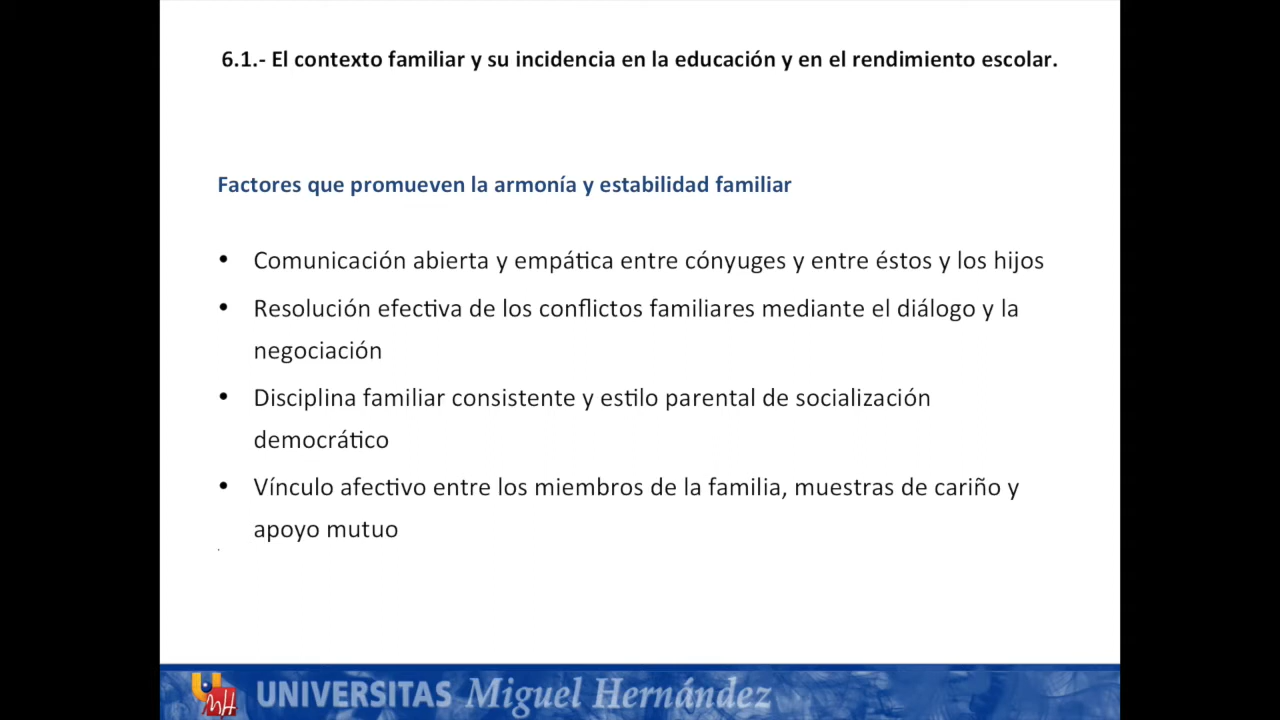 6.1.- El contexto familiar y su incidencia en la educación y en el rendimiento escolar.
Factores que promueven la armonía y estabilidad familiar
• Comunicación abierta y empática entre cónyuges y entre éstos y los hijos
• Resolución efectiva de los conflictos familiares mediante el diálogo y la
negociación
• Disciplina familiar consistente y estilo parental de socialización
democrático
• Vínculo afectivo entre los miembros de la familia, muestras de cariño y
apoyo mutuo
.
UMH UNIVERSITAS Miguel Hernández